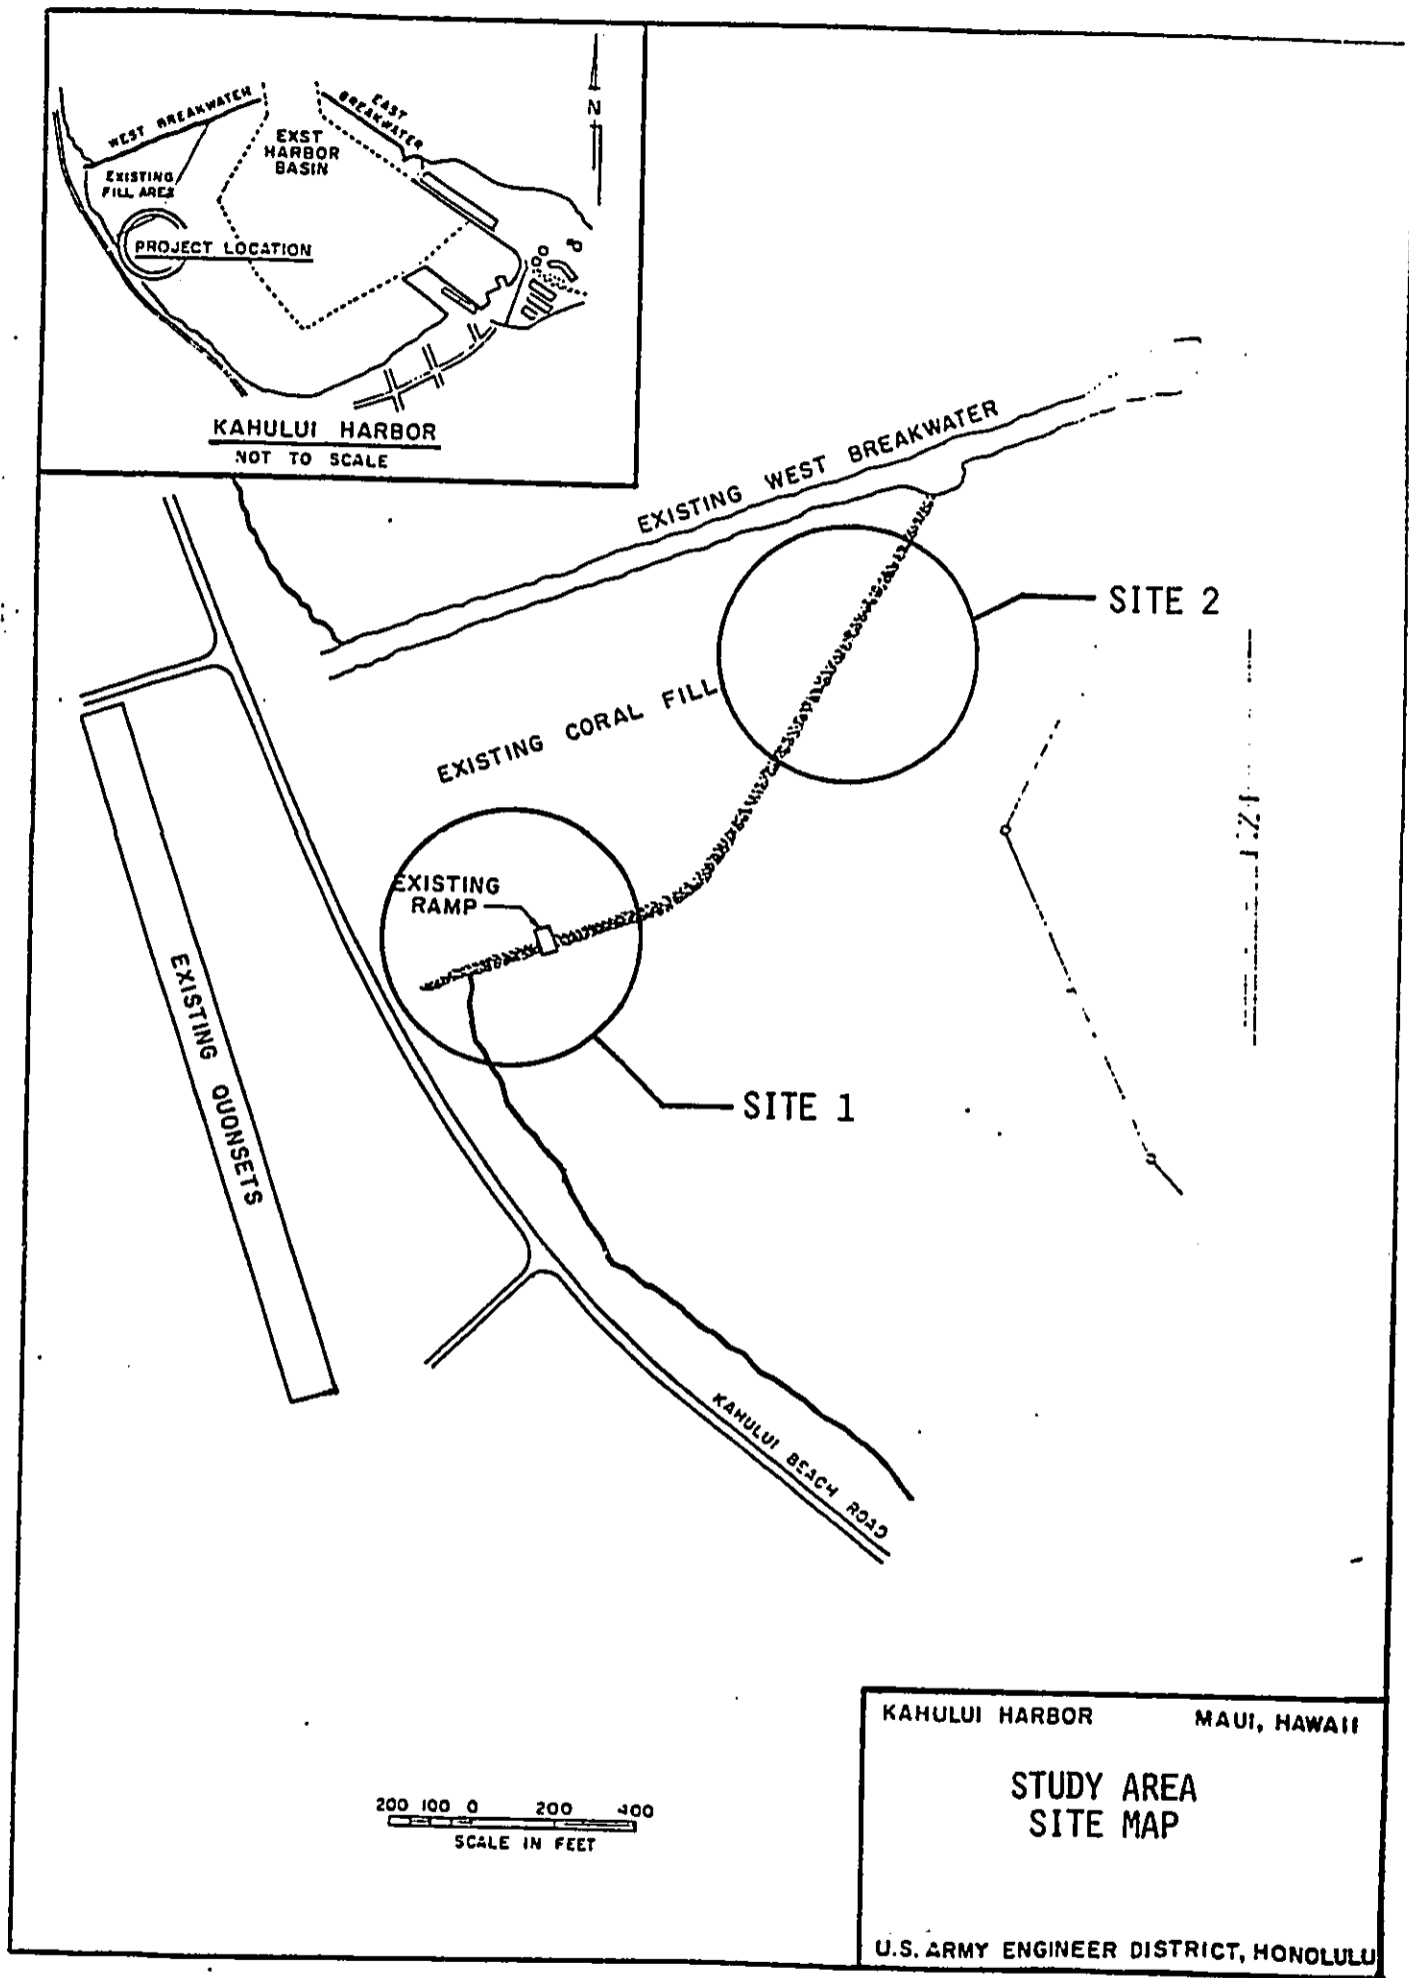 WEST BREAKWATER
EAST
BREAKWATER
N
EXST
HARBOR
BASIN
EXISTING
FILL AREA
PROJECT LOCATION
KAHULUI HARBOR
NOT TO SCALE
EXISTING WEST BREAKWATER
SITE 2
EXISTING CORAL FILL
EXISTING
RAMP
EXISTING QUONSETS
SITE 1
KAHULUI BEACH ROAD
200 100 0 200 400
SCALE IN FEET
KAHULUI HARBOR MAUI, HAWAII
STUDY AREA
SITE MAP
U.S. ARMY ENGINEER DISTRICT, HONOLULU